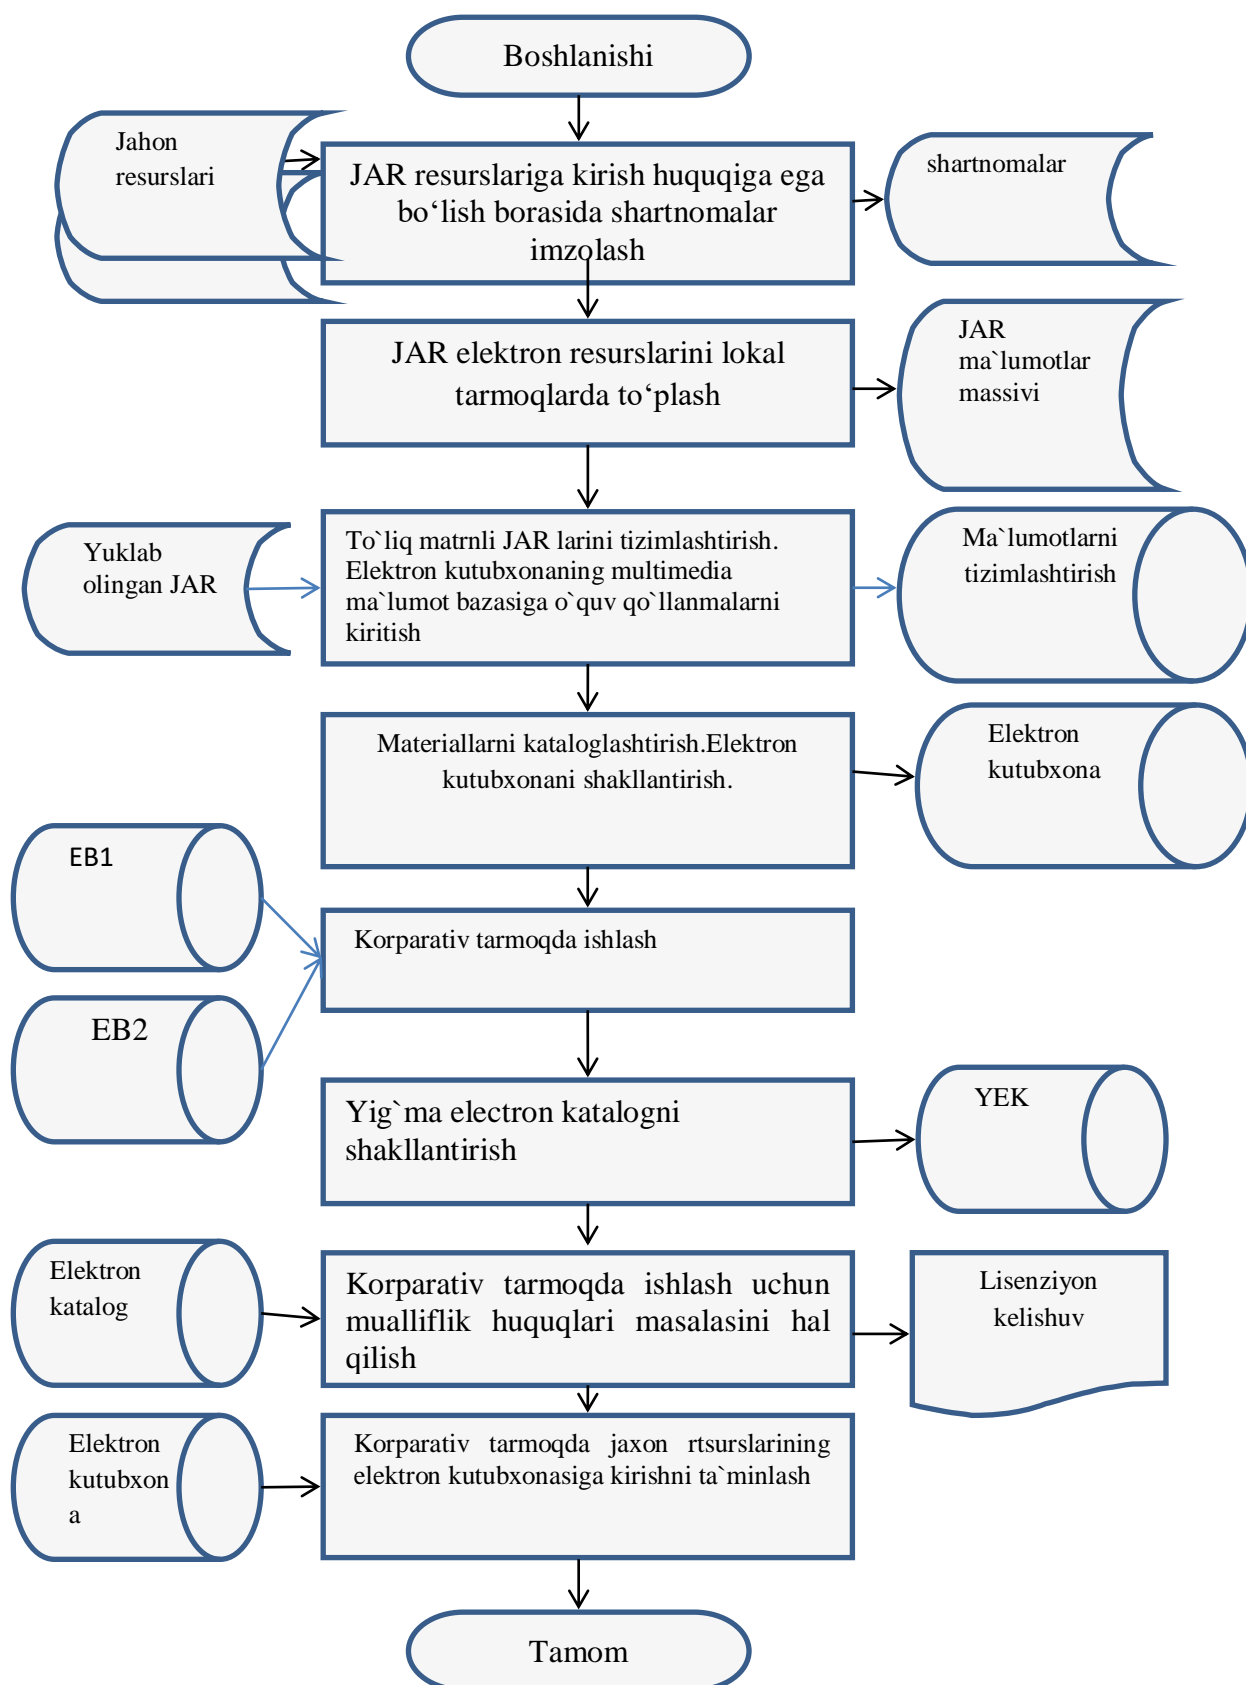 Boshlanishi
Jahon
resurslari
JAR resurslariga kirish huquqiga ega
bo‘lish borasida shartnomalar
imzolash
shartnomalar
JAR elektron resurslarini lokal
tarmoqlarda to‘plash
JAR
ma`lumotlar
massivi
Yuklab
olingan JAR
To`liq matrnli JAR larini tizimlashtirish.
Elektron kutubxonaning multimedia
ma`lumot bazasiga o`quv qo`llanmalarni
kiritish
Ma`lumotlarni
tizimlashtirish
Materiallarni kataloglashtirish.Elektron
kutubxonani shakllantirish.
Elektron
kutubxona
EB1
EB2
Korparativ tarmoqda ishlash
Yig`ma electron katalogni
shakllantirish
YEK
Elektron
katalog
Korparativ tarmoqda ishlash uchun
mualliflik huquqlari masalasini hal
qilish
Lisenziyon
kelishuv
Elektron
kutubxon
a
Korparativ tarmoqda jaxon rtsurslarining
elektron kutubxonasiga kirishni ta`minlash
Tamom